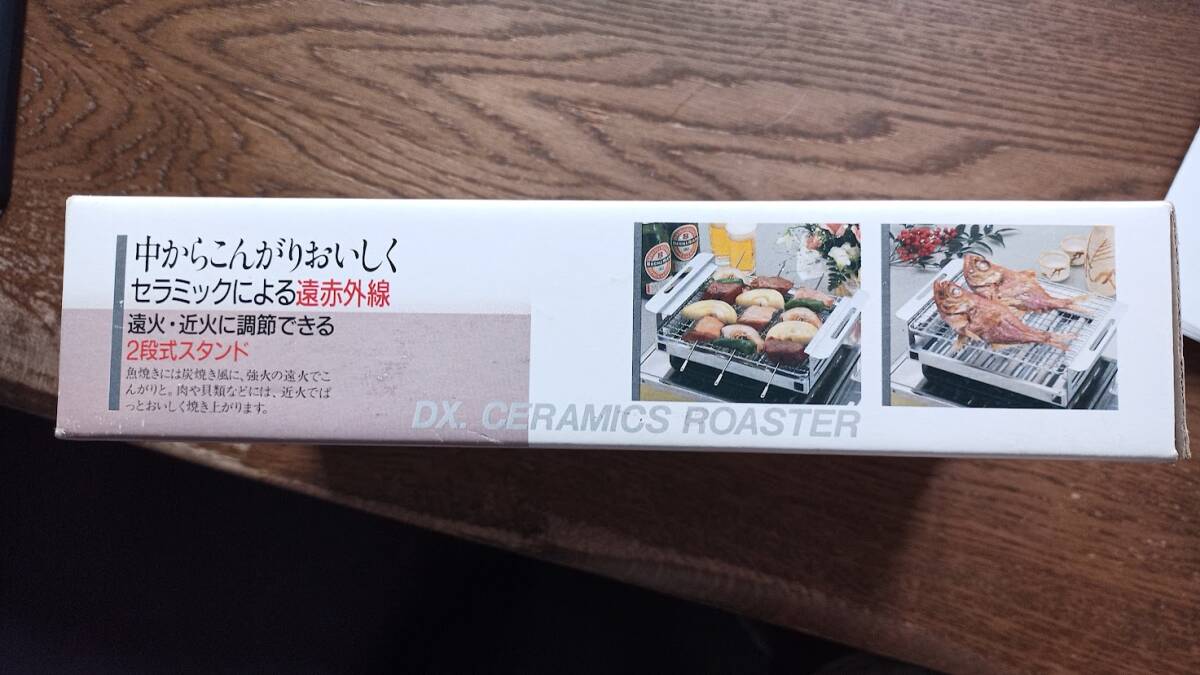 中からこんがりおいしく
セラミックによる遠赤外線
遠火・近火に調節できる
2段式スタンド
魚焼きには炭焼き風に、強火の遠火でこ
んがりと。肉や貝類などには、近火でぱ
っとおいしく焼き上がります。
DX. CERAMICS ROASTER